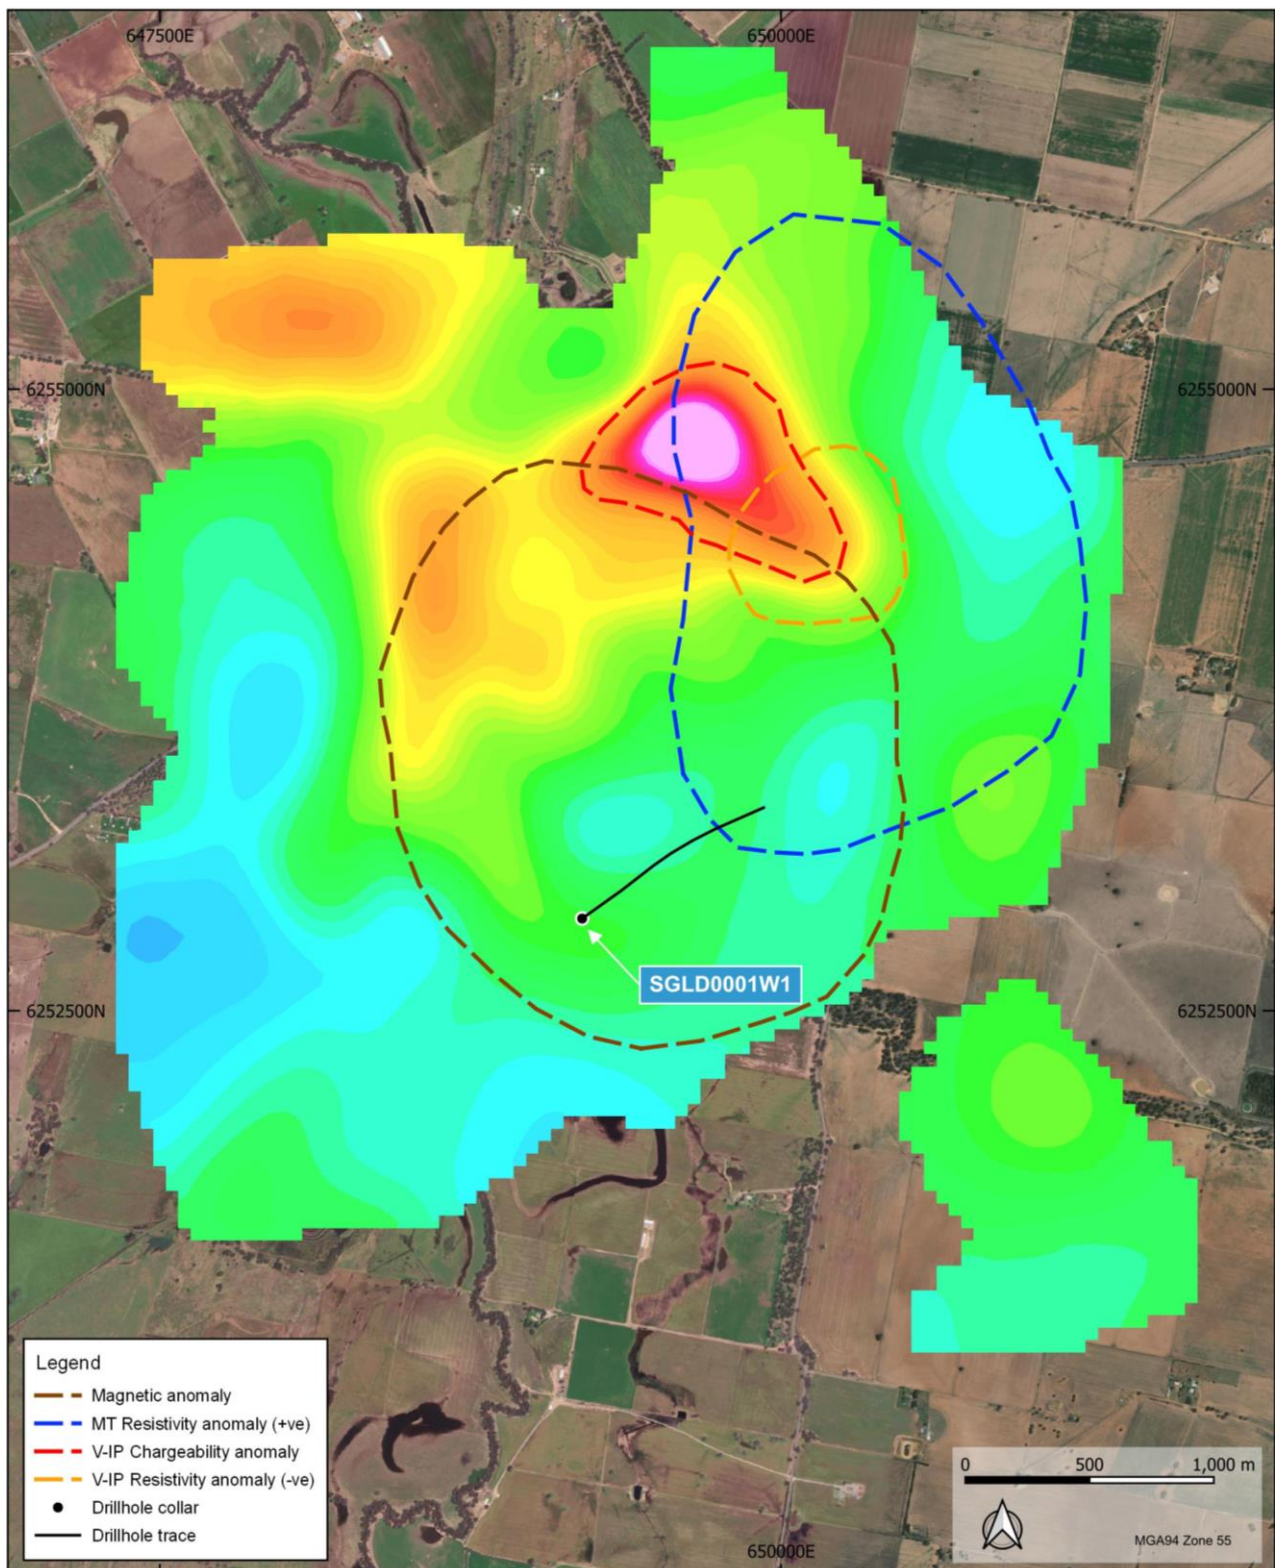 647500E
650000E
6255000N
6255000N
SGLD0001W1
6252500N
6252500N
Legend
Magnetic anomaly
MT Resistivity anomaly (+ve)
V-IP Chargeability anomaly
V-IP Resistivity anomaly (-ve)
Drillhole collar
Drillhole trace
0 500 1,000 m
MGA94 Zone 55
650000E